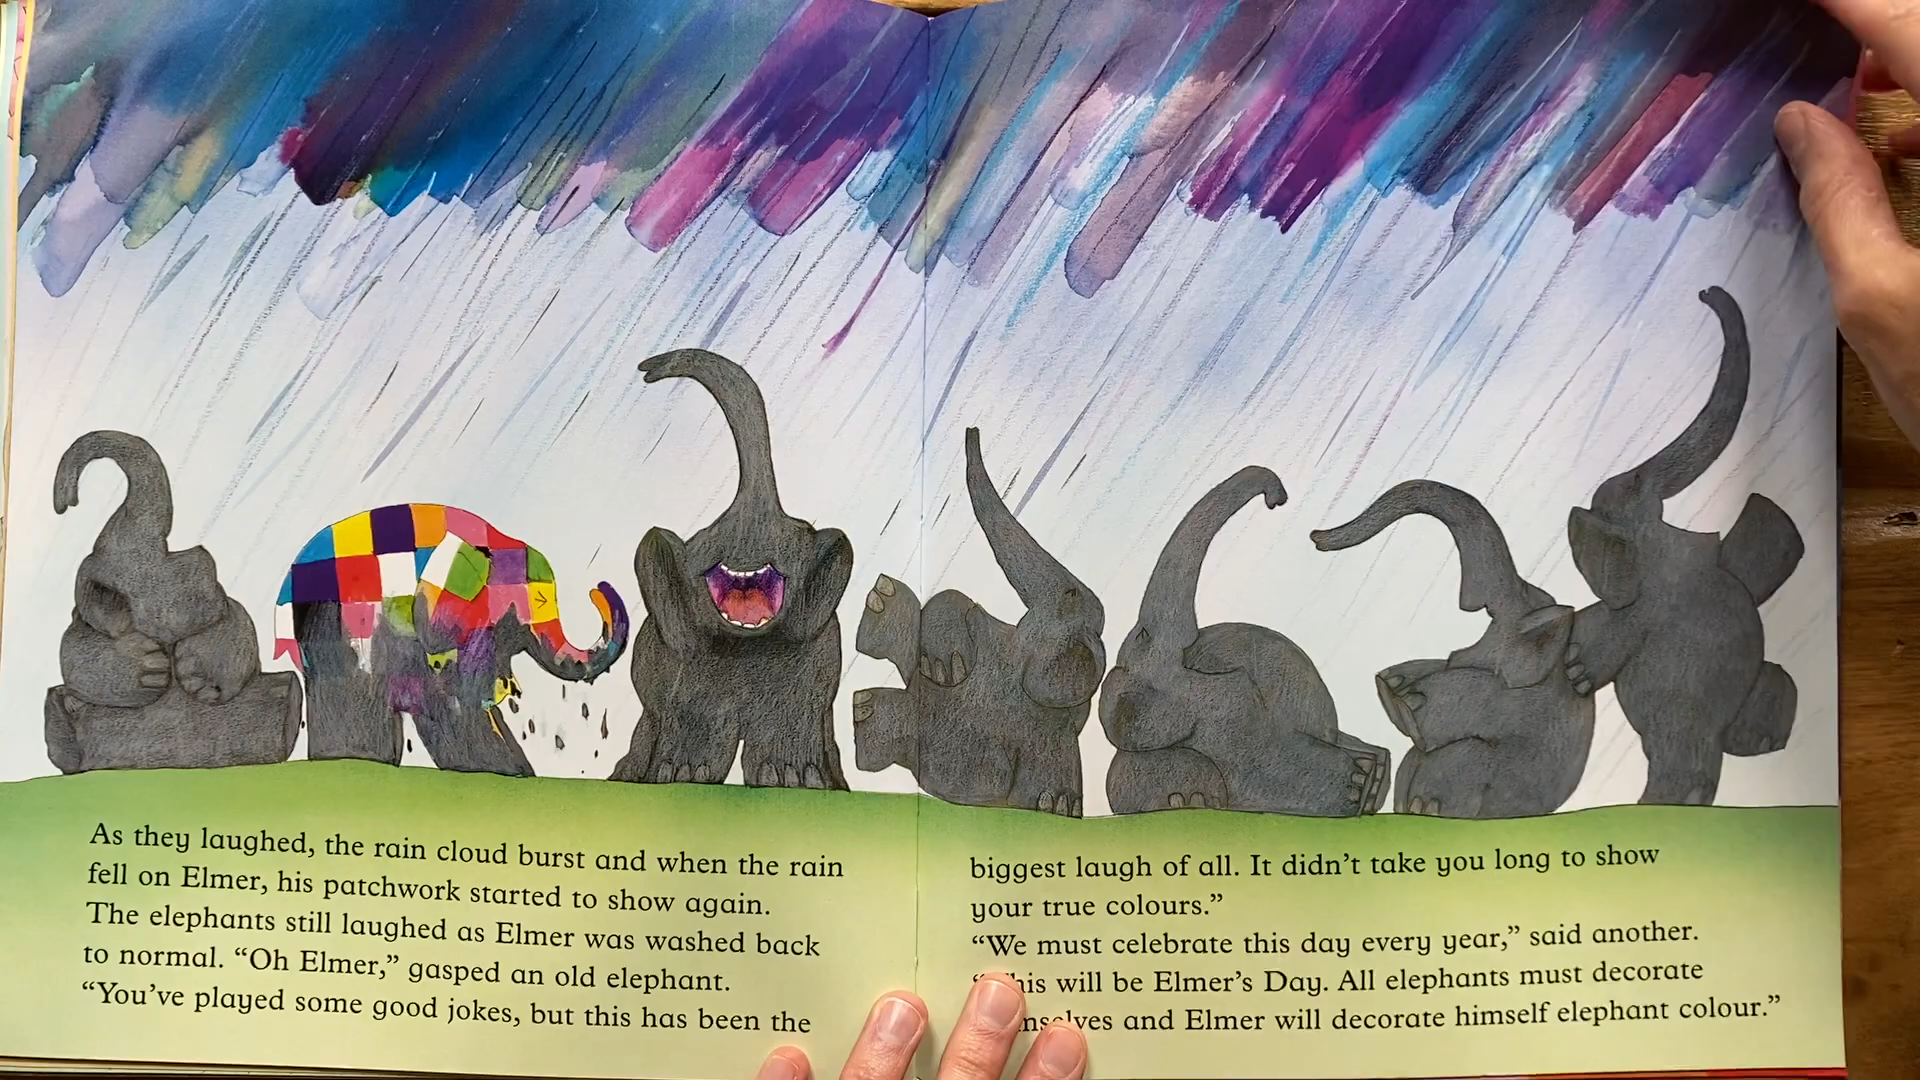 As they laughed, the rain cloud burst and when the rain
fell on Elmer, his patchwork started to show again.
The elephants still laughed as Elmer was washed back
to normal. “Oh Elmer,” gasped an old elephant.
“You’ve played some good jokes, but this has been the
biggest laugh of all. It didn’t take you long to show
your true colours.”
“We must celebrate this day every year,” said another.
will be Elmer’s Day. All elephants must decorate
and Elmer will decorate himself elephant colour.”